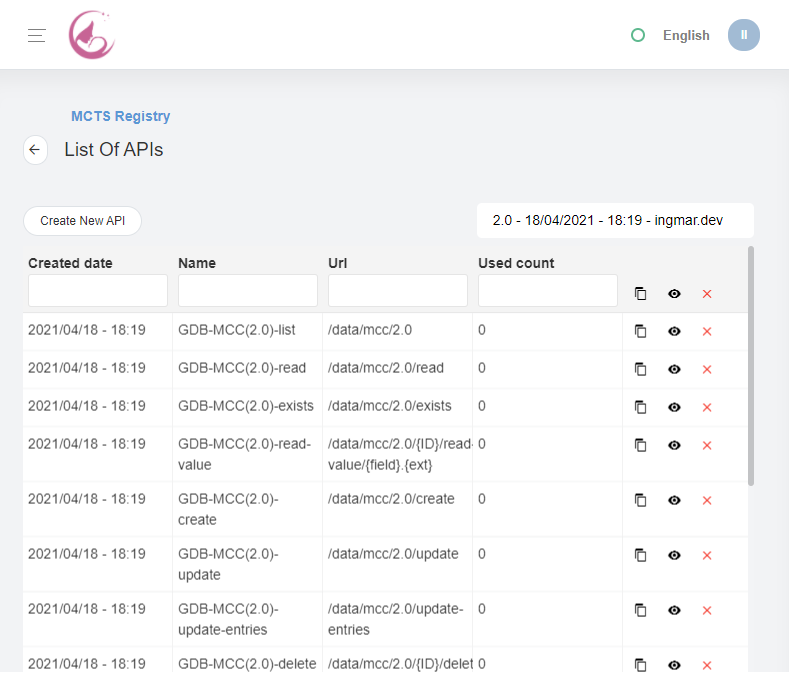 English
II
MCTS Registry
List Of APIs
Create New API
2.0 - 18/04/2021 - 18:19 - ingmar.dev
Created date Name Url Used count
2021/04/18 - 18:19 GDB-MCC(2.0)-list /data/mcc/2.0 0
2021/04/18 - 18:19 GDB-MCC(2.0)-read /data/mcc/2.0/read 0
2021/04/18 - 18:19 GDB-MCC(2.0)-exists /data/mcc/2.0/exists 0
2021/04/18 - 18:19 GDB-MCC(2.0)-read- /data/mcc/2.0/{ID}/read- 0
value value/{field}.{ext}
2021/04/18 - 18:19 GDB-MCC(2.0)- /data/mcc/2.0/create 0
create
2021/04/18 - 18:19 GDB-MCC(2.0)- /data/mcc/2.0/update 0
update
2021/04/18 - 18:19 GDB-MCC(2.0)- /data/mcc/2.0/update- 0
update-entries entries
2021/04/18 - 18:19 GDB-MCC(2.0)-delete /data/mcc/2.0/{ID}/delet 0